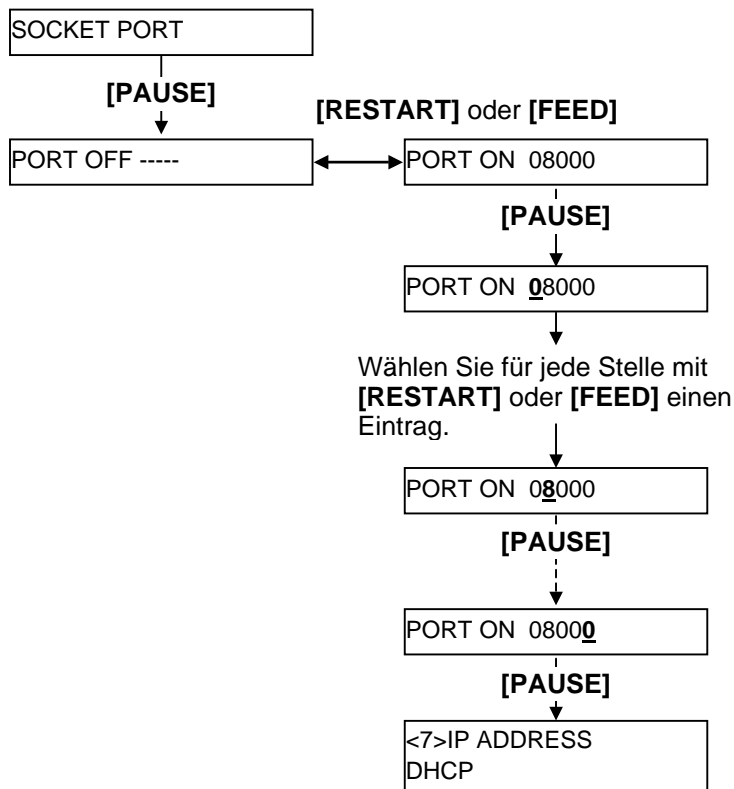 SOCKET PORT
[PAUSE]
[RESTART] oder [FEED]
PORT OFF -----
PORT ON 08000
[PAUSE]
PORT ON 08000
Wählen Sie für jede Stelle mit
[RESTART] oder [FEED] einen
Eintrag.
PORT ON 08000
[PAUSE]
PORT ON 08000
[PAUSE]
<7>IP ADDRESS
DHCP